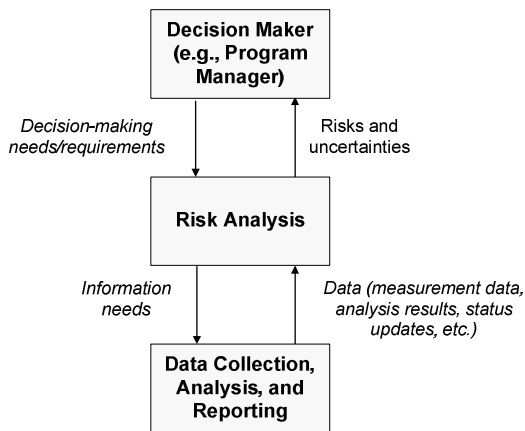 Decision Maker
(e.g., Program
Manager)
Decision-making
needs/requirements
Risks and
uncertainties
Risk Analysis
Information
needs
Data (measurement data,
analysis results, status
updates, etc.)
Data Collection,
Analysis, and
Reporting